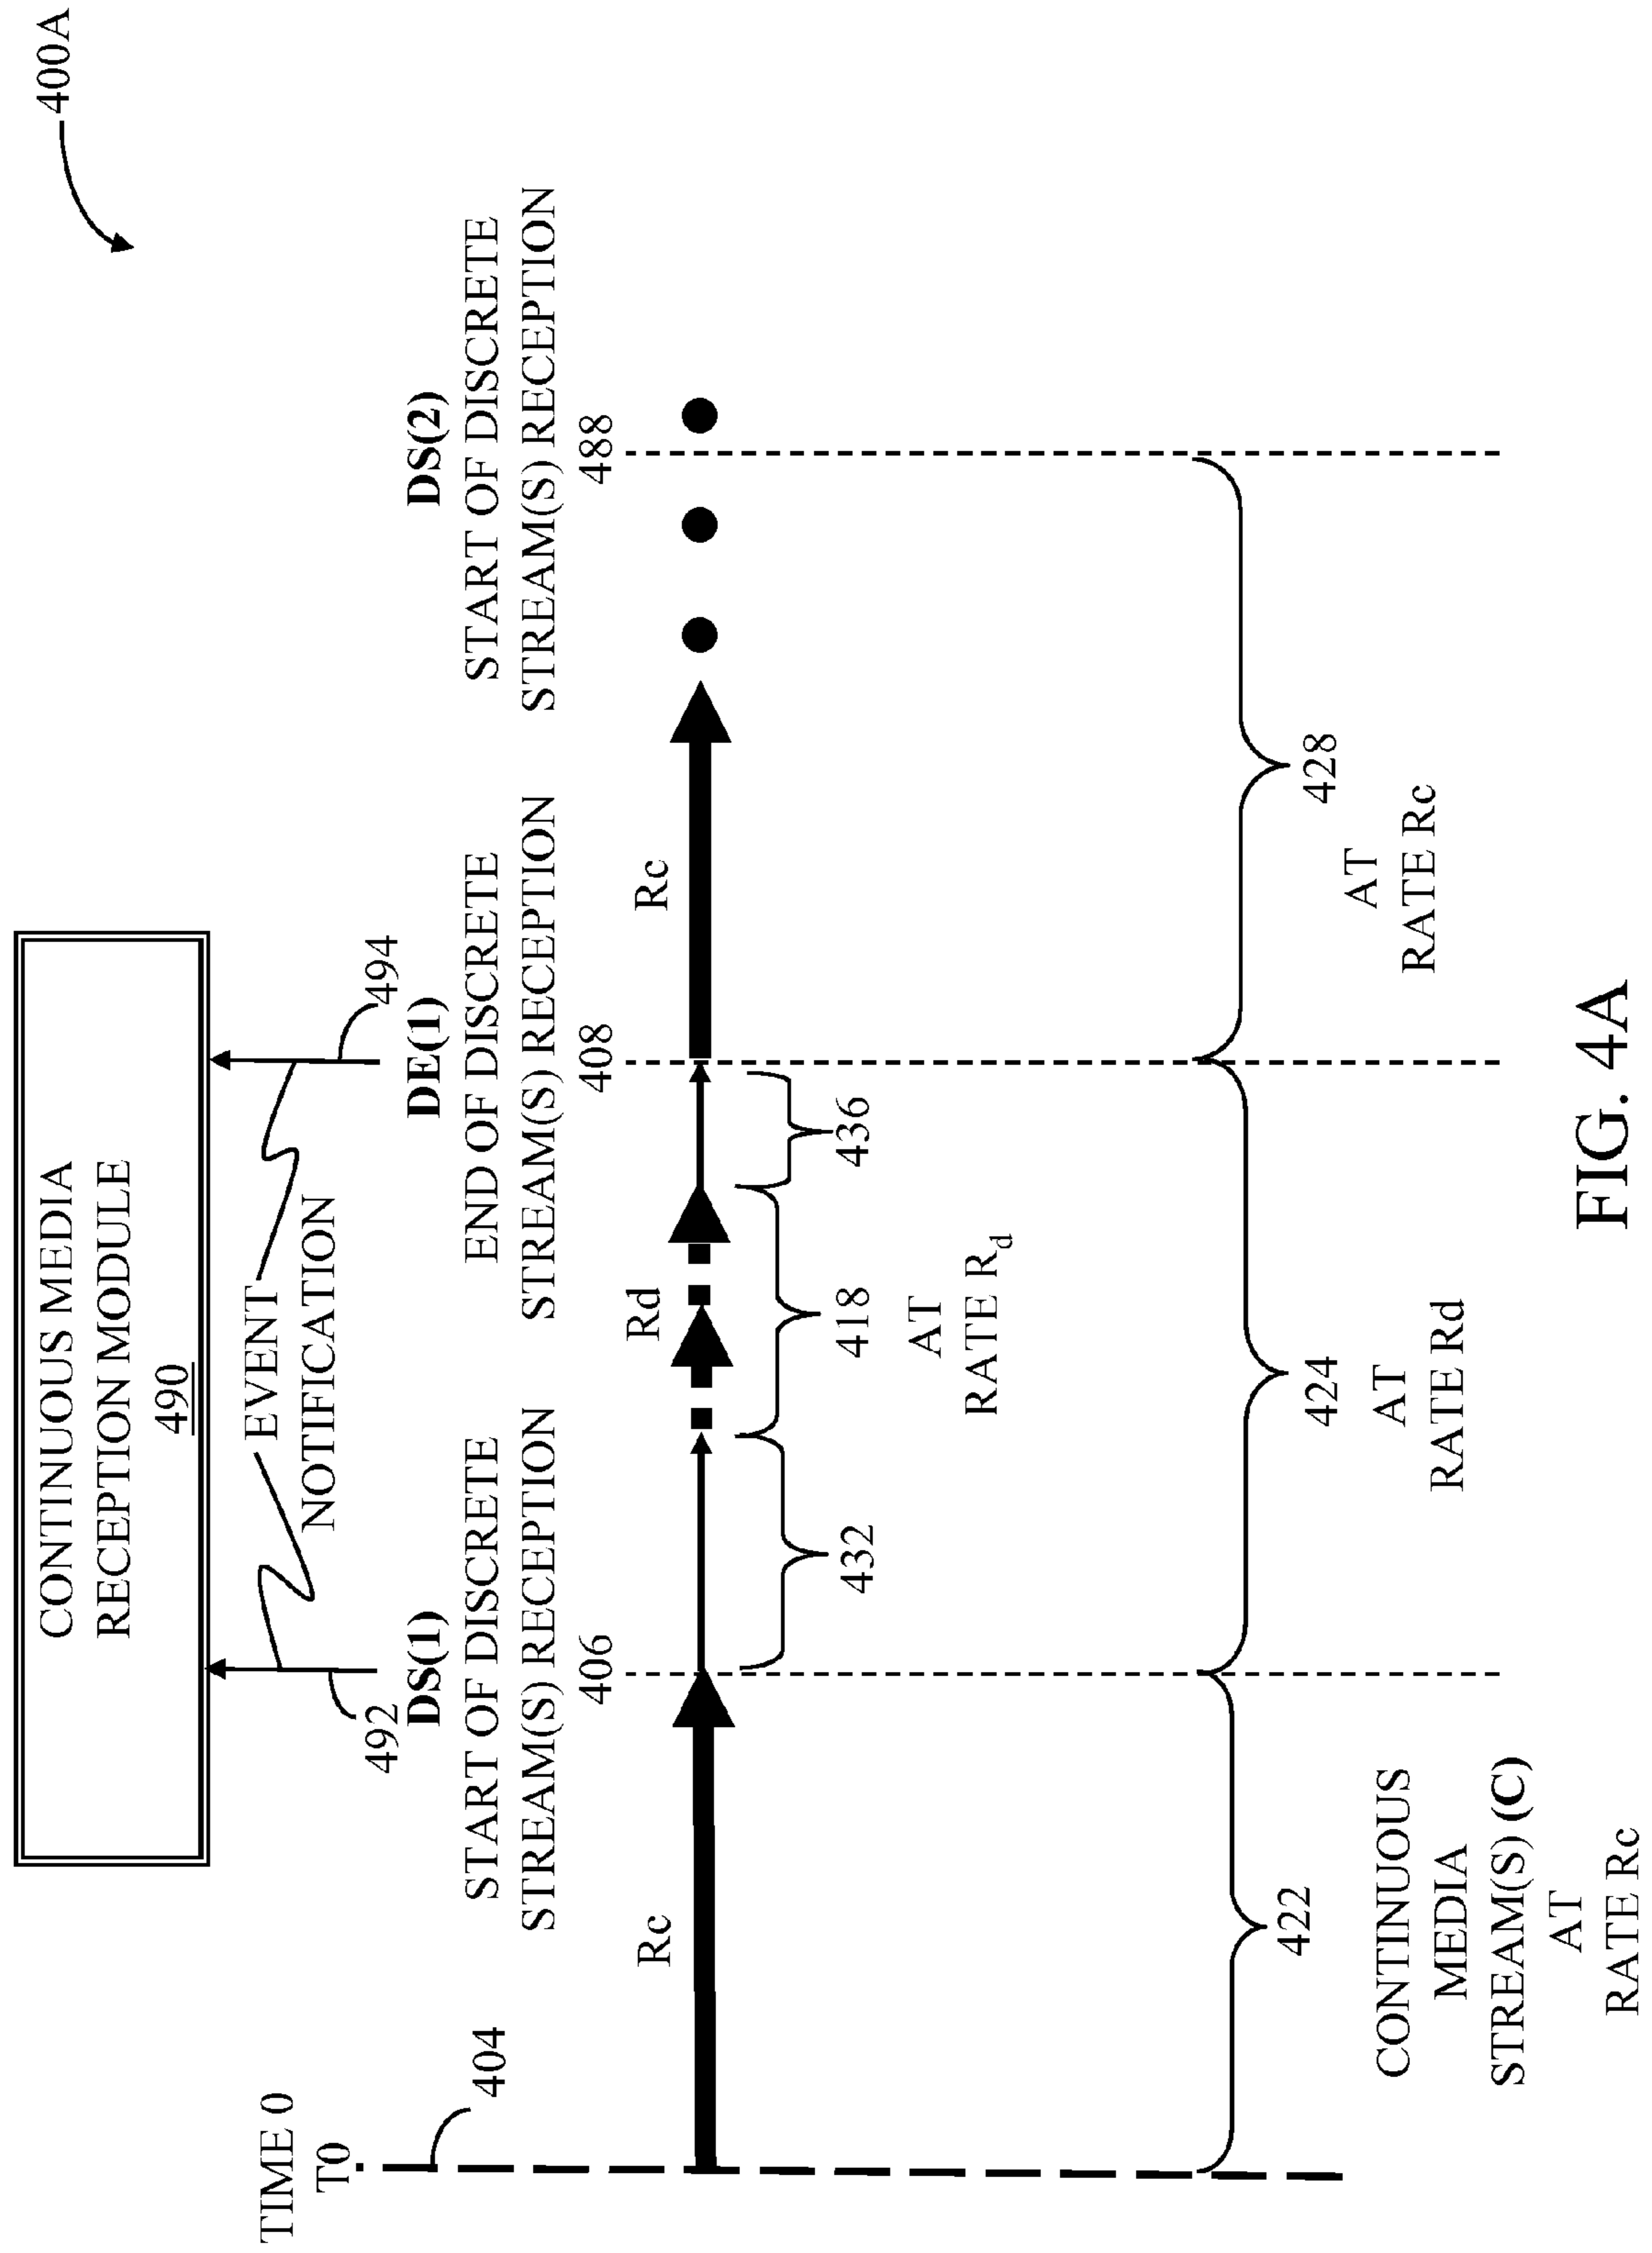 400A
CONTINUOUS MEDIA
RECEPTION MODULE
490
EVENT
NOTIFICATION
492
494
TIME 0
T0
404
DS(1)
START OF DISCRETE
STREAM(S) RECEPTION
406
DE(1)
END OF DISCRETE
STREAM(S) RECEPTION
408
DS(2)
START OF DISCRETE
STREAM(S) RECEPTION
488
Rc
Rd
Rc
432
418
AT
RATE Rd
436
422
CONTINUOUS
MEDIA
STREAM(S) (C)
AT
RATE Rc
424
AT
RATE Rd
428
AT
RATE Rc
FIG. 4A